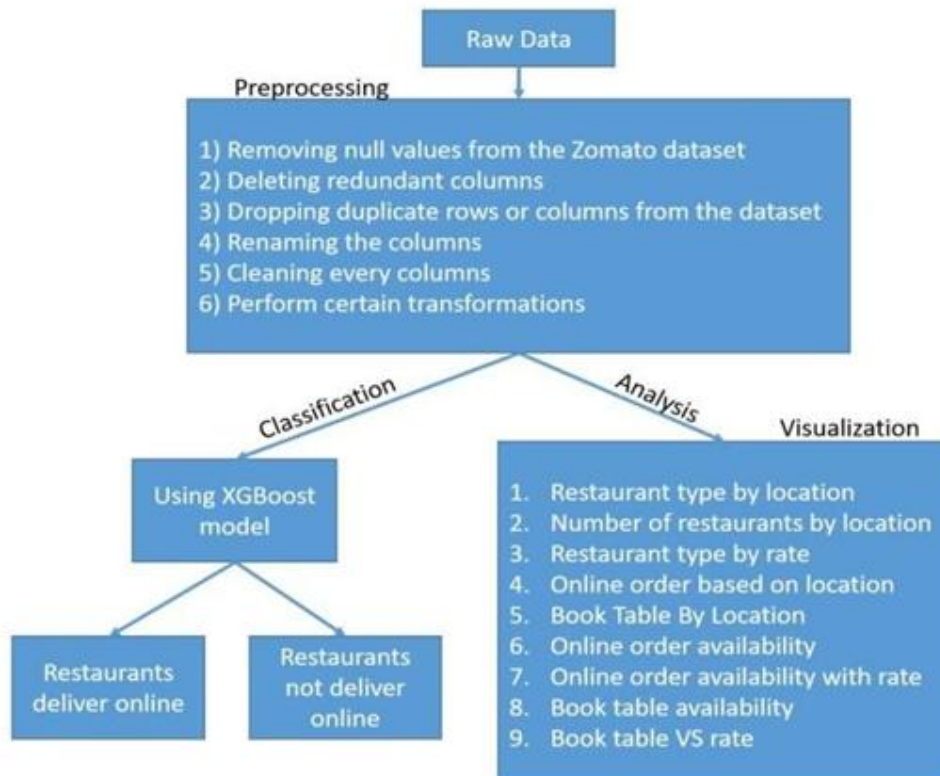 Raw Data
Preprocessing
1) Removing null values from the Zomato dataset
2) Deleting redundant columns
3) Dropping duplicate rows or columns from the dataset
4) Renaming the columns
5) Cleaning every columns
6) Perform certain transformations
Classification
Analysis
Using XGBoost
model
Restaurants
deliver online
Restaurants
not deliver
online
Visualization
1. Restaurant type by location
2. Number of restaurants by location
3. Restaurant type by rate
4. Online order based on location
5. Book Table By Location
6. Online order availability
7. Online order availability with rate
8. Book table availability
9. Book table VS rate